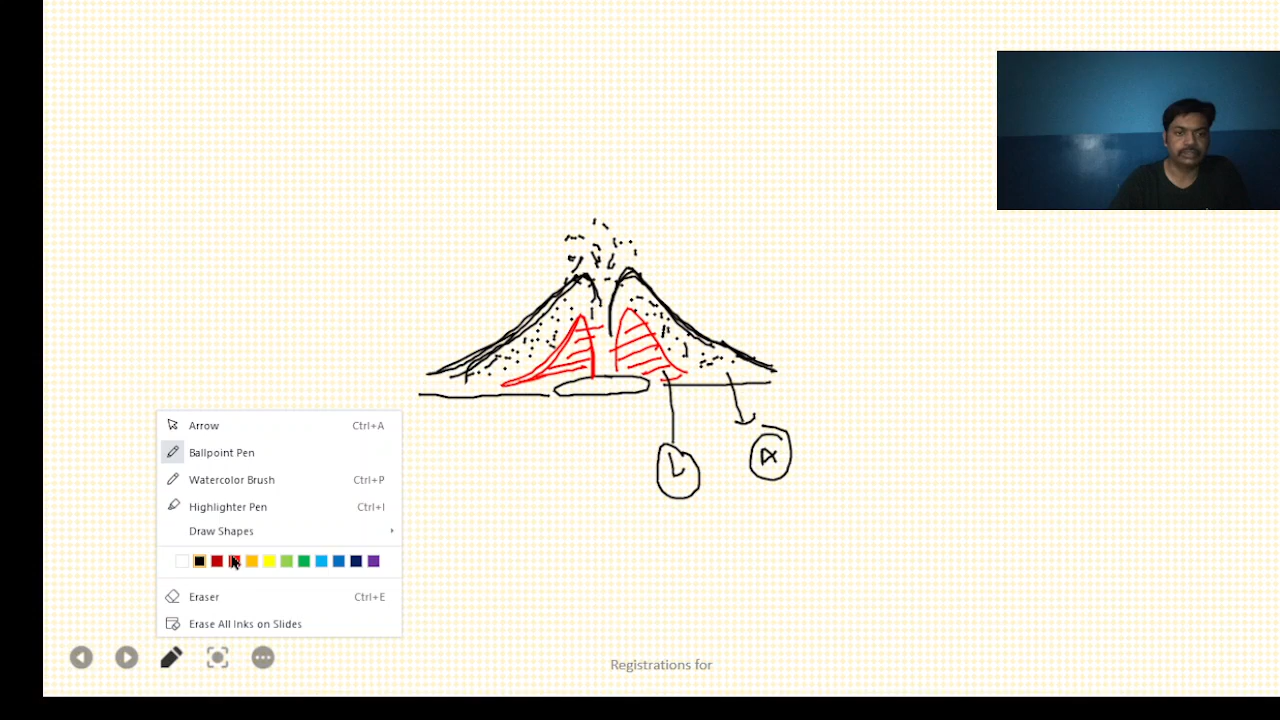 L
A
Arrow Ctrl+A
Ballpoint Pen
Watercolor Brush Ctrl+P
Highlighter Pen Ctrl+I
Draw Shapes
Eraser Ctrl+E
Erase All Inks on Slides
Registrations for